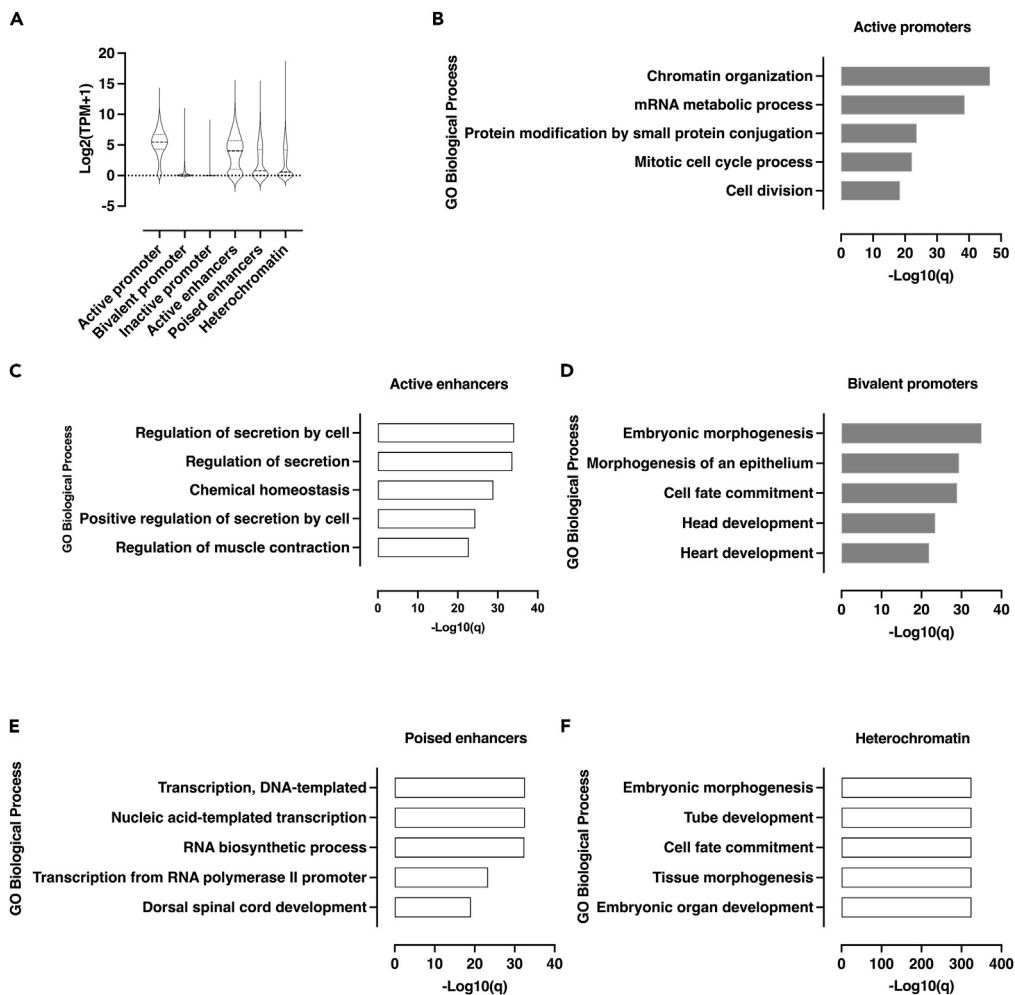 A
Log2(TPM+1)
20
15
10
5
0
-5
Active promoter
Bivalent promoter
Inactive promoter
Active enhancers
Poised enhancers
Heterochromatin
B
Active promoters
GO Biological Process
Chromatin organization
mRNA metabolic process
Protein modification by small protein conjugation
Mitotic cell cycle process
Cell division
0 10 20 30 40 50
-Log10(q)
C
Active enhancers
GO Biological Process
Regulation of secretion by cell
Regulation of secretion
Chemical homeostasis
Positive regulation of secretion by cell
Regulation of muscle contraction
0 10 20 30 40
-Log10(q)
D
Bivalent promoters
GO Biological Process
Embryonic morphogenesis
Morphogenesis of an epithelium
Cell fate commitment
Head development
Heart development
0 10 20 30 40
-Log10(q)
E
Poised enhancers
GO Biological Process
Transcription, DNA-templated
Nucleic acid-templated transcription
RNA biosynthetic process
Transcription from RNA polymerase II promoter
Dorsal spinal cord development
0 10 20 30 40
-Log10(q)
F
Heterochromatin
GO Biological Process
Embryonic morphogenesis
Tube development
Cell fate commitment
Tissue morphogenesis
Embryonic organ development
0 100 200 300 400
-Log10(q)